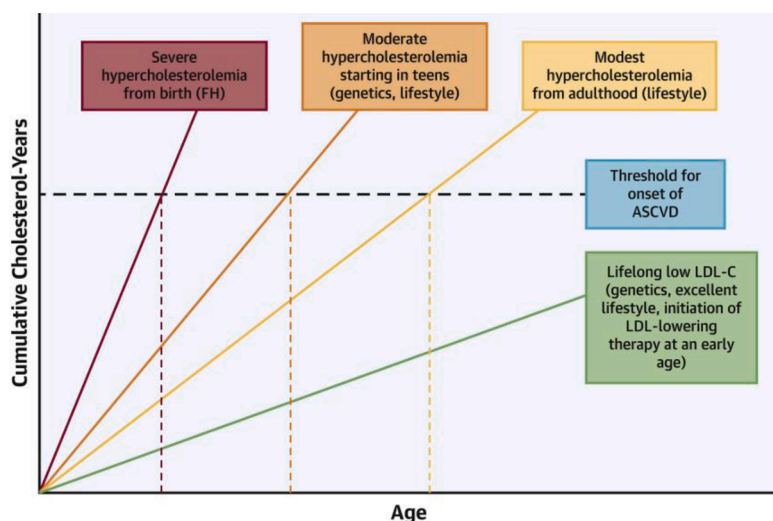 Severe
hypercholesterolemia
from birth (FH)
Moderate
hypercholesterolemia
starting in teens
(genetics, lifestyle)
Modest
hypercholesterolemia
from adulthood (lifestyle)
Threshold for
onset of
ASCVD
Lifelong low LDL-C
(genetics, excellent
lifestyle, initiation of
LDL-lowering
therapy at an early
age)
Cumulative Cholesterol-Years
Age